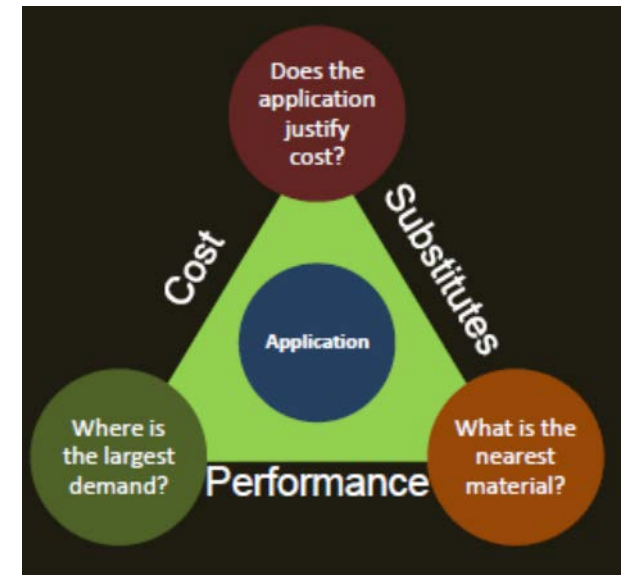 Does the
application
justify
cost?
Cost
Substitutes
Application
Where is
the largest
demand?
Performance
What is the
nearest
material?